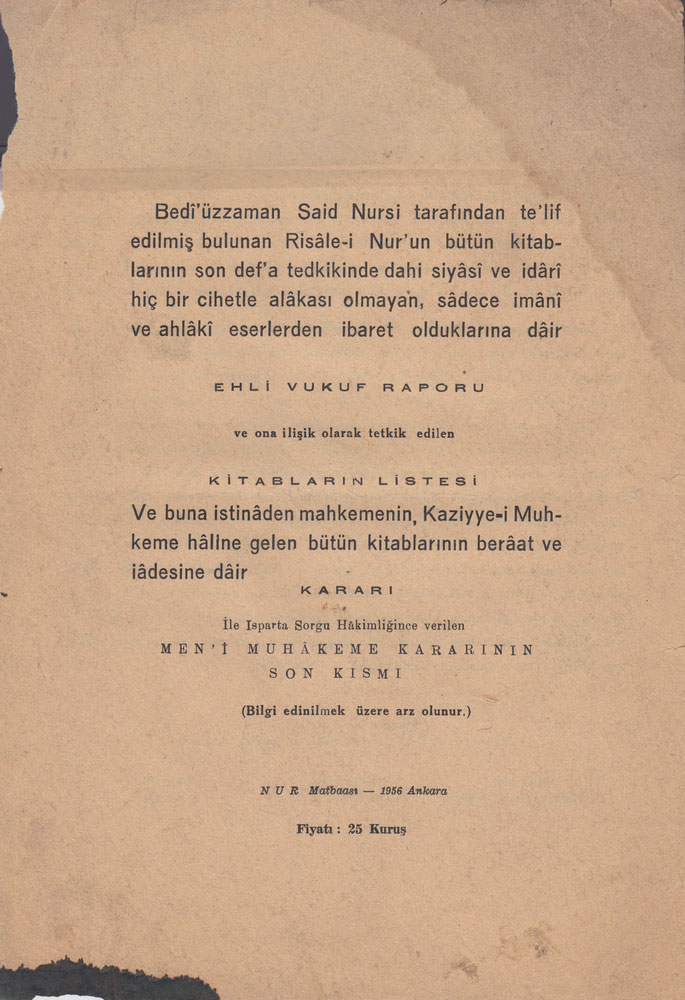 Bedî'üzzaman Said Nursi tarafından te'lif
edilmiş bulunan Risâle-i Nur'un bütün kitab-
larının son def'a tedkikinde dahi siyâsî ve idârî
hiç bir cihetle alâkası olmayan, sâdece imânî
ve ahlâkî eserlerden ibaret olduklarına dâir
EHLİ VUKUF RAPORU
ve ona ilişik olarak tetkik edilen
KİTABLARIN LİSTESİ
Ve buna istinâden mahkemenin, Kaziyye-i Muh-
keme hâline gelen bütün kitablarının berâat ve
iâdesine dâir
KARARI
İle Isparta Sorgu Hâkimliğince verilen
MEN'İ MUHÂKEME KARARININ
SON KISMI
(Bilgi edinilmek üzere arz olunur.)
NUR Matbaası — 1956 Ankara
Fiyatı : 25 Kuruş